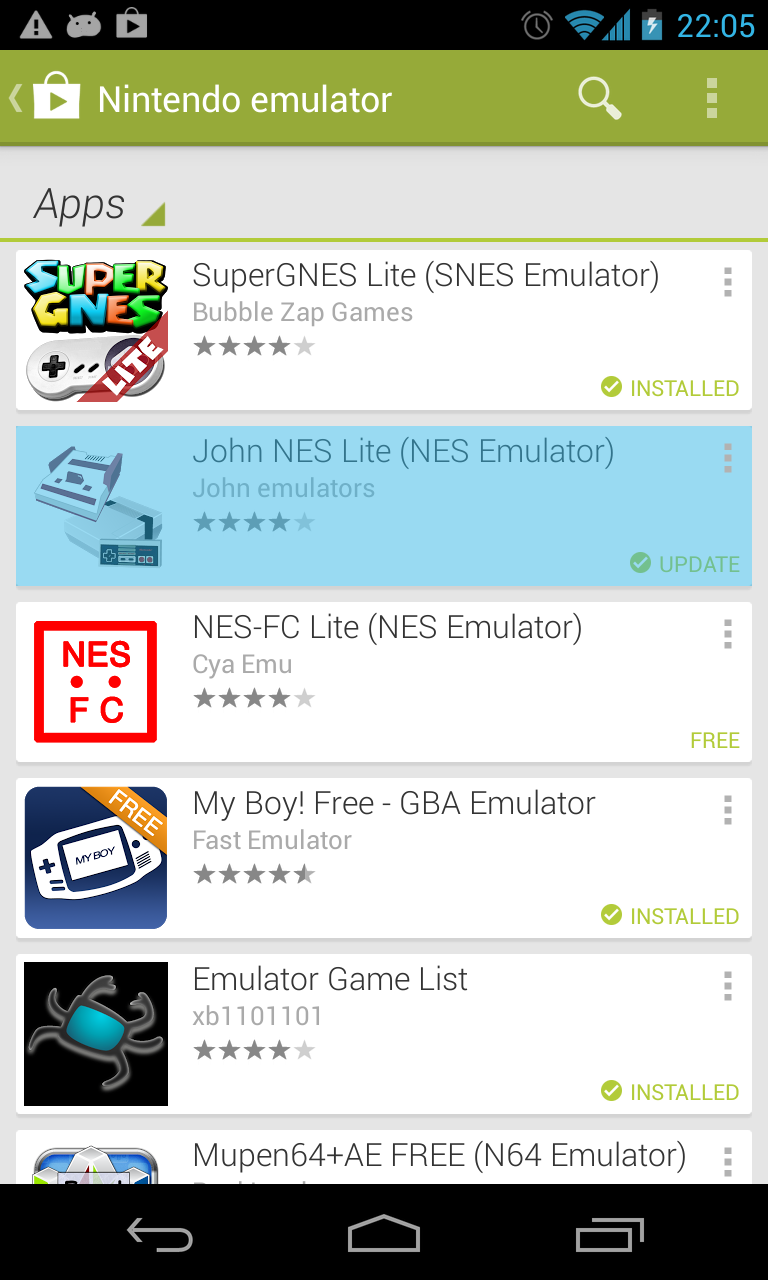 22:05
Nintendo emulator
Apps
SUPER
GNES
LITE
SuperGNES Lite (SNES Emulator)
Bubble Zap Games
INSTALLED
John NES Lite (NES Emulator)
John emulators
UPDATE
NES
FC
NES-FC Lite (NES Emulator)
Cya Emu
FREE
FREE
MY BOY
My Boy! Free - GBA Emulator
Fast Emulator
INSTALLED
Emulator Game List
xb1101101
INSTALLED
Mupen64+AE FREE (N64 Emulator)